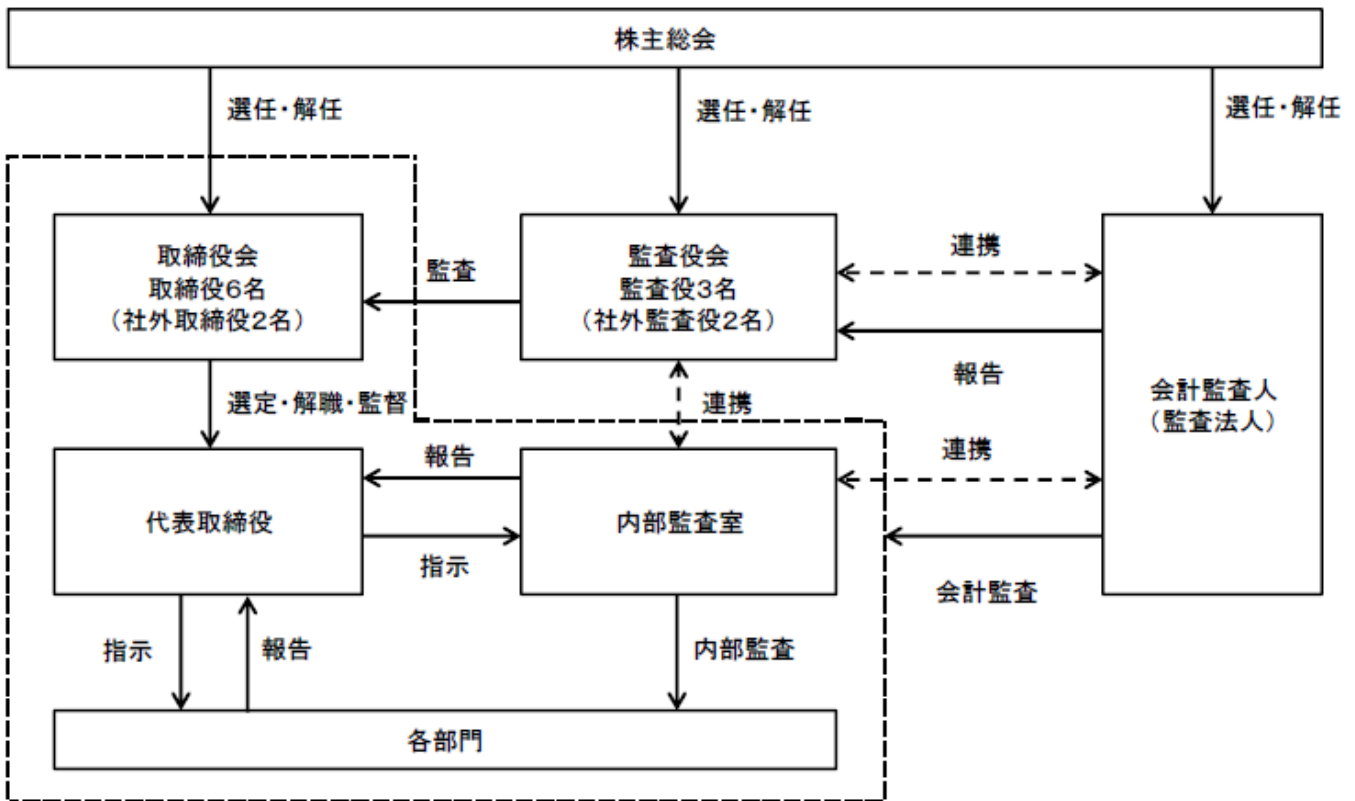 株主総会
選任・解任
選任・解任
選任・解任
取締役会
取締役6名
（社外取締役2名）
監査
監査役会
監査役3名
（社外監査役2名）
連携
報告
会計監査人
（監査法人）
選定・解職・監督
連携
連携
報告
代表取締役
内部監査室
指示
会計監査
指示
報告
内部監査
各部門